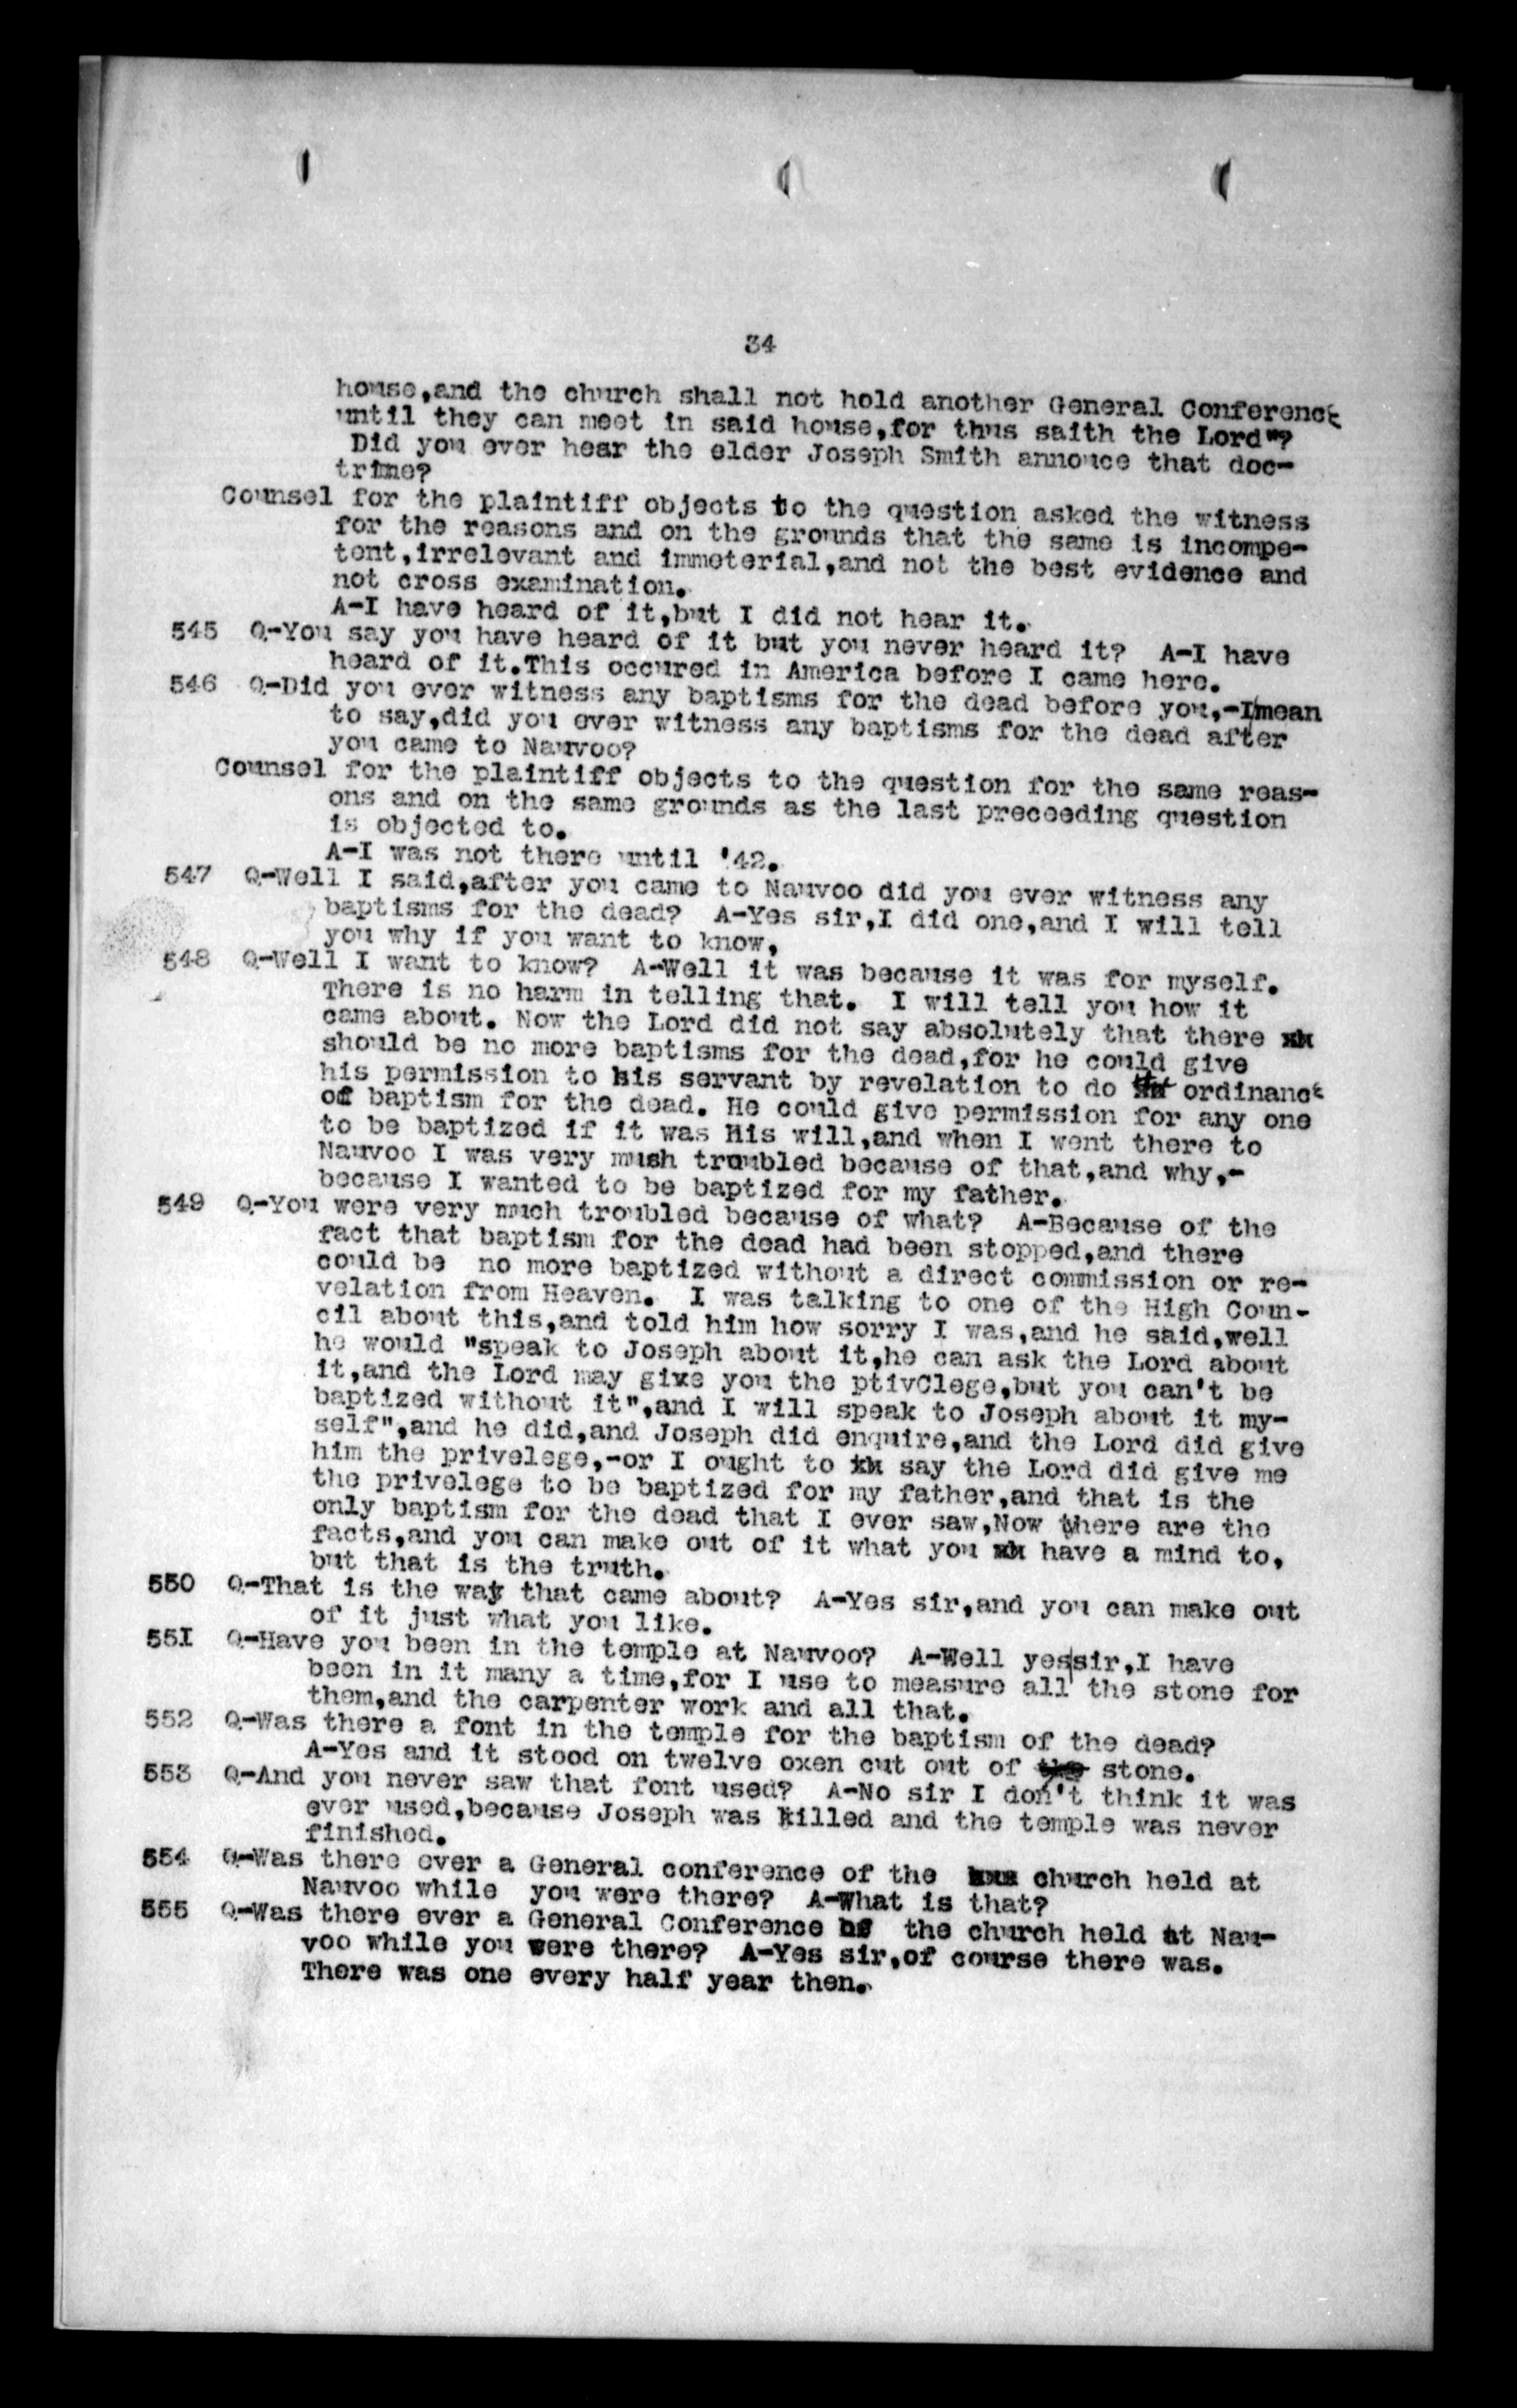 34
house,and the church shall not hold another General Conference
until they can meet in said house,for thus saith the Lord"?
Did you ever hear the elder Joseph Smith annouce that doc-
trine?
Counsel for the plaintiff objects to the question asked the witness
for the reasons and on the grounds that the same is incompe-
tent,irrelevant and immeterial,and not the best evidence and
not cross examination.
A-I have heard of it,but I did not hear it.
545 Q-You say you have heard of it but you never heard it? A-I have
heard of it.This occured in America before I came here.
546 Q-Did you ever witness any baptisms for the dead before you,-I mean
to say,did you ever witness any baptisms for the dead after
you came to Nauvoo?
Counsel for the plaintiff objects to the question for the same reas-
ons and on the same grounds as the last preceeding question
is objected to.
A-I was not there until '42.
547 Q-Well I said,after you came to Nauvoo did you ever witness any
baptisms for the dead? A-Yes sir,I did one,and I will tell
you why if you want to know,
548 Q-Well I want to know? A-Well it was because it was for myself.
There is no harm in telling that. I will tell you how it
came about. Now the Lord did not say absolutely that there
should be no more baptisms for the dead,for he could give
his permission to his servant by revelation to do the ordinance
of baptism for the dead. He could give permission for any one
to be baptized if it was His will,and when I went there to
Nauvoo I was very mush troubled because of that,and why,-
because I wanted to be baptized for my father.
549 Q-You were very much troubled because of what? A-Because of the
fact that baptism for the dead had been stopped,and there
could be no more baptized without a direct commission or re-
velation from Heaven. I was talking to one of the High Coun-
cil about this,and told him how sorry I was,and he said,well
he would "speak to Joseph about it,he can ask the Lord about
it,and the Lord may give you the ptivClege,but you can't be
baptized without it",and I will speak to Joseph about it my-
self",and he did,and Joseph did enquire,and the Lord did give
him the privelege,-or I ought to say the Lord did give me
the privelege to be baptized for my father,and that is the
only baptism for the dead that I ever saw,Now there are the
facts,and you can make out of it what you have a mind to,
but that is the truth.
550 Q-That is the way that came about? A-Yes sir,and you can make out
of it just what you like.
551 Q-Have you been in the temple at Nauvoo? A-Well yes sir,I have
been in it many a time,for I use to measure all the stone for
them,and the carpenter work and all that.
552 Q-Was there a font in the temple for the baptism of the dead?
A-Yes and it stood on twelve oxen cut out of stone.
553 Q-And you never saw that font used? A-No sir I don't think it was
ever used,because Joseph was killed and the temple was never
finished.
554 Q-Was there ever a General conference of the church held at
Nauvoo while you were there? A-What is that?
555 Q-Was there ever a General Conference of the church held at Nau-
voo while you were there? A-Yes sir,of course there was.
There was one every half year then.